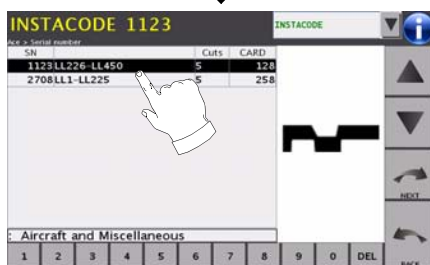 INSTACODE 1123
INSTACODE
Ace > Serial number
SN Cuts CARD
1123 LL226-LL450 5 128
2708 LL1-LL225 5 258
NEXT
: Aircraft and Miscellaneous
1 2 3 4 5 6 7 8 9 0 DEL
BACK